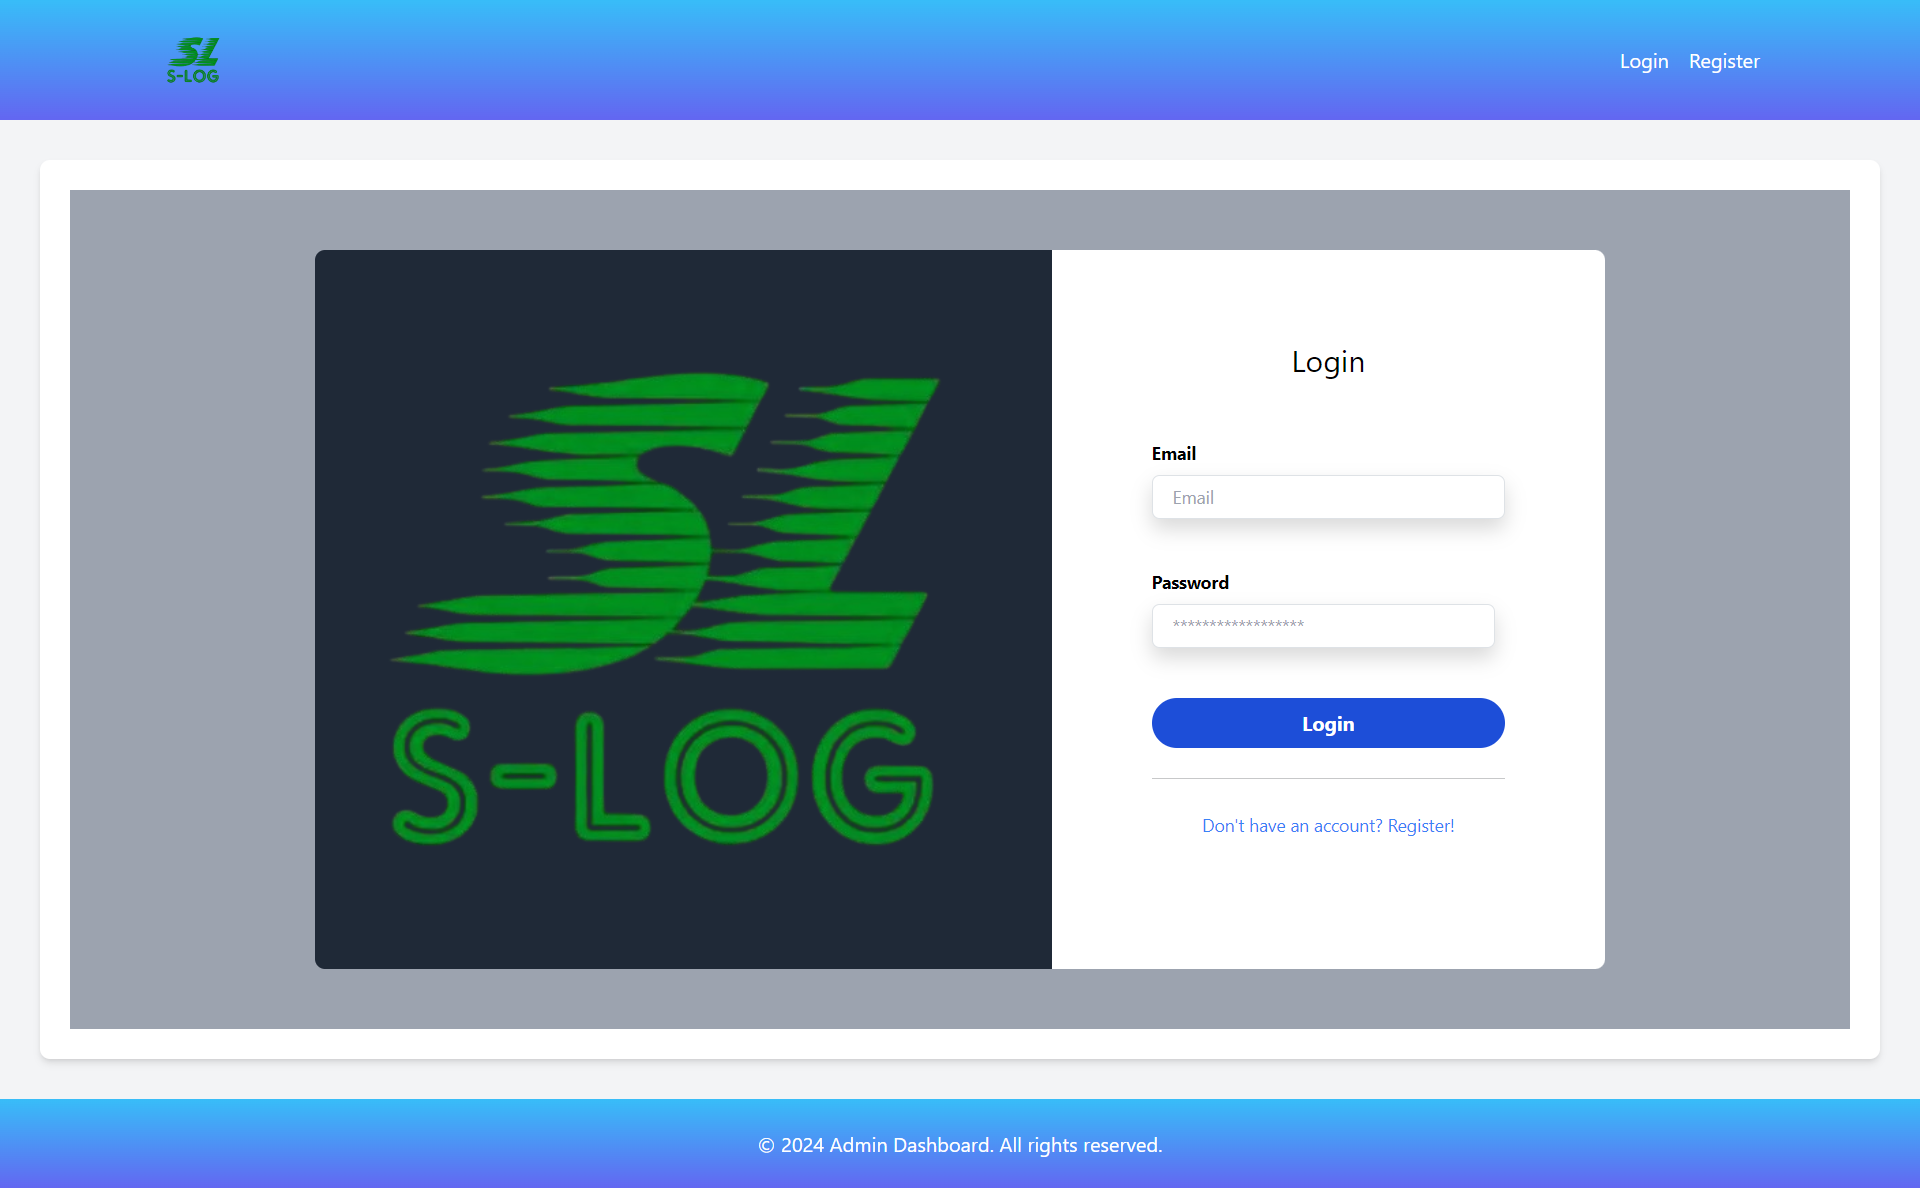 SL
S-LOG
Login Register
SL
S-LOG
Login
Email
Email
Password
******************
Login
Don't have an account? Register!
© 2024 Admin Dashboard. All rights reserved.